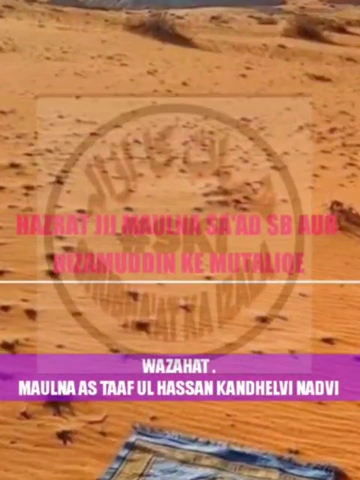 HAZRAT JII MAULNA SA'AD SB AUR
NIZAMUDDIN KE MUTALIQE
WAZAHAT .
MAULNA AS TAAF UL HASSAN KANDHELVI NADVI